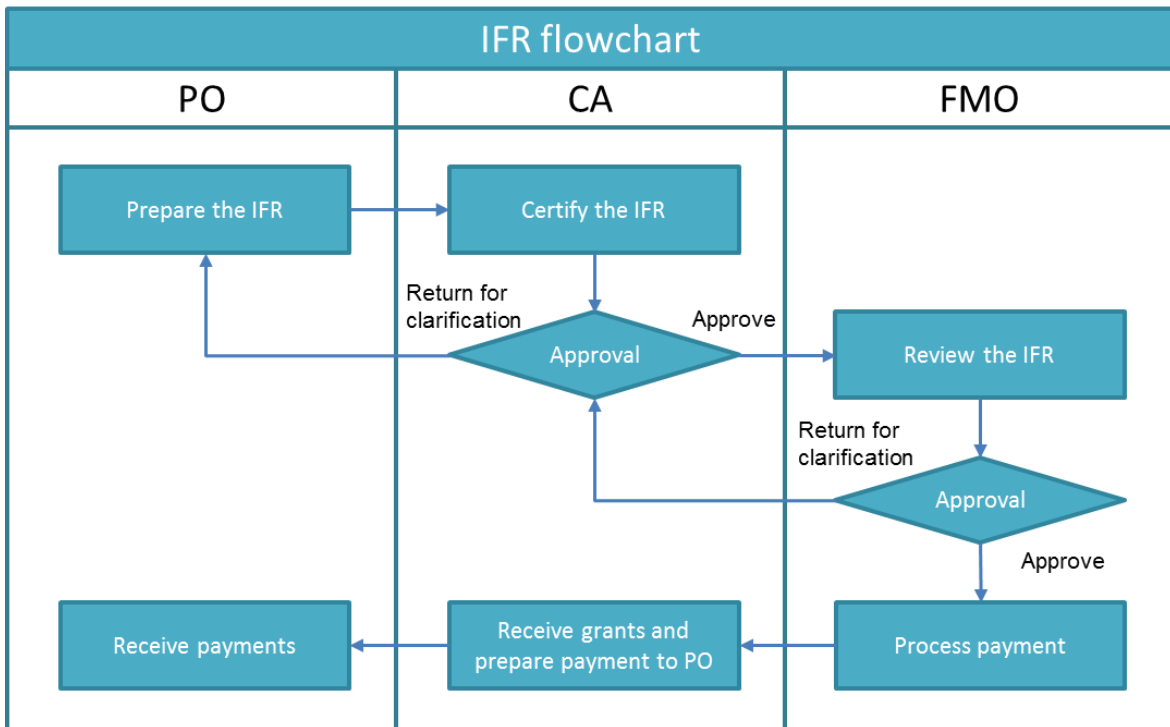 IFR flowchart
PO
CA
FMO
Prepare the IFR
Certify the IFR
Return for
clarification
Approve
Approval
Review the IFR
Return for
clarification
Approval
Approve
Receive payments
Receive grants and
prepare payment to PO
Process payment